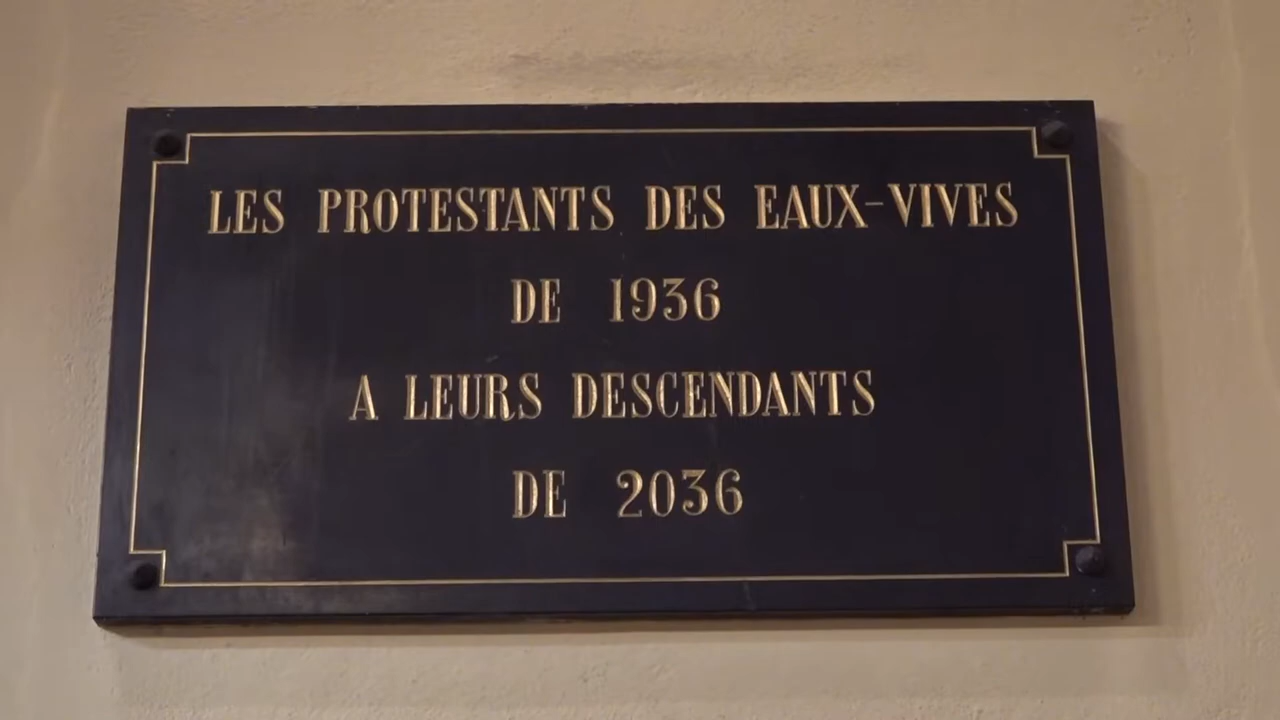 LES PROTESTANTS DES EAUX-VIVES
DE 1936
A LEURS DESCENDANTS
DE 2036